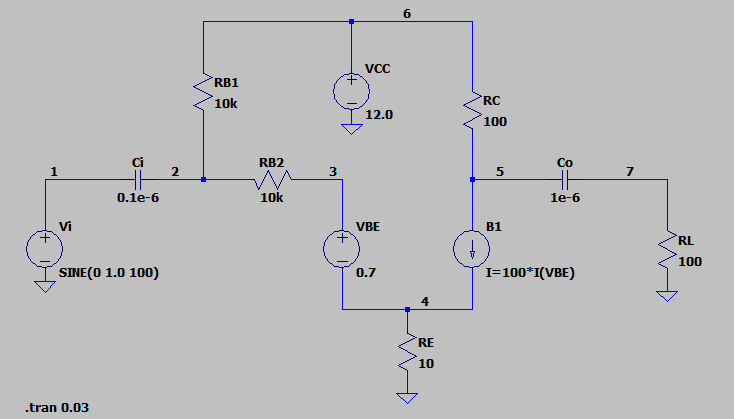 6
VCC
RB1
RC
10k
12.0
100
1
Ci
2
RB2
3
5
Co
7
0.1e-6
10k
1e-6
Vi
VBE
B1
RL
SINE(0 1.0 100)
0.7
I=100*I(VBE)
100
4
RE
10
.tran 0.03